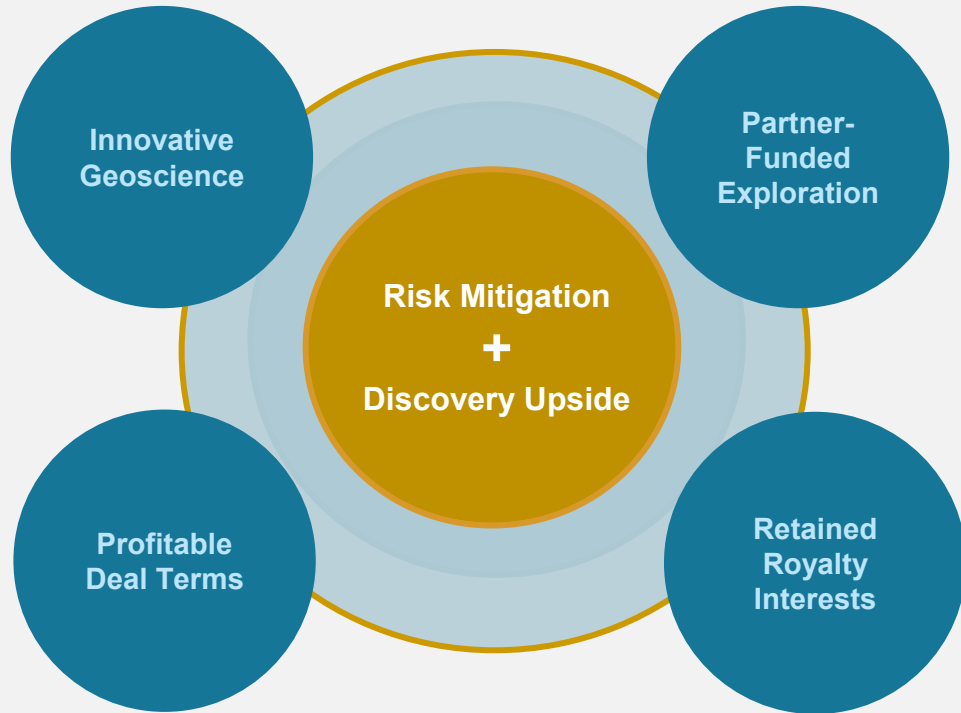 Innovative
Geoscience
Partner-
Funded
Exploration
Risk Mitigation
+
Discovery Upside
Profitable
Deal Terms
Retained
Royalty
Interests